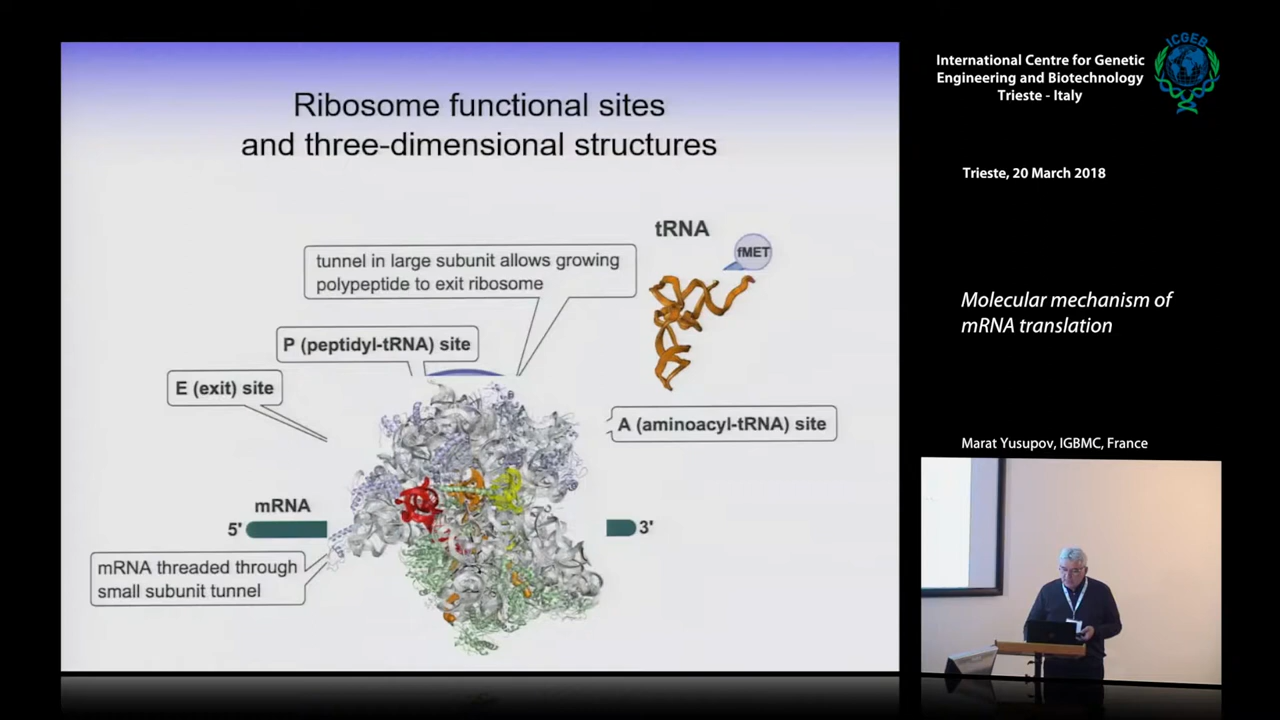 Ribosome functional sites
and three-dimensional structures
tRNA
fMET
tunnel in large subunit allows growing
polypeptide to exit ribosome
P (peptidyl-tRNA) site
E (exit) site
A (aminoacyl-tRNA) site
mRNA
5'
3'
mRNA threaded through
small subunit tunnel
International Centre for Genetic
Engineering and Biotechnology
Trieste - Italy
ICGEB
Trieste, 20 March 2018
Molecular mechanism of
mRNA translation
Marat Yusupov, IGBMC, France